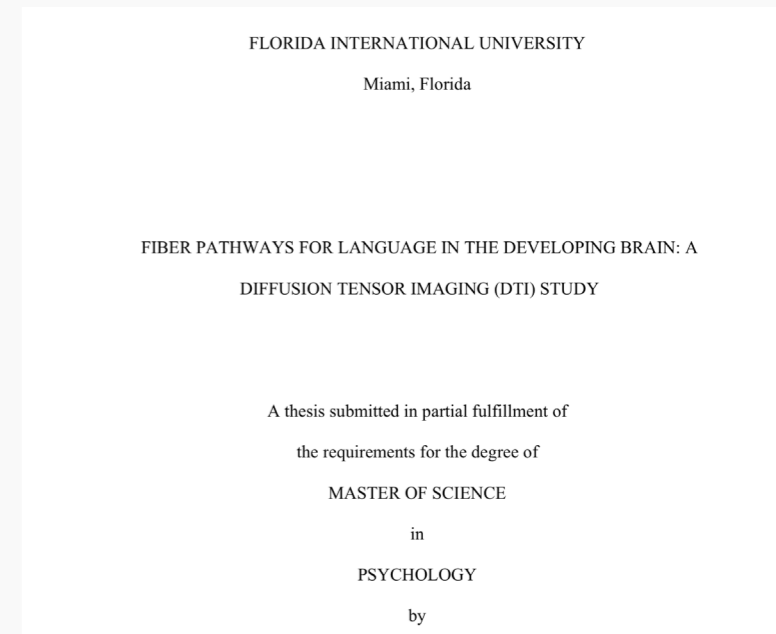 FLORIDA INTERNATIONAL UNIVERSITY
Miami, Florida
FIBER PATHWAYS FOR LANGUAGE IN THE DEVELOPING BRAIN: A
DIFFUSION TENSOR IMAGING (DTI) STUDY
A thesis submitted in partial fulfillment of
the requirements for the degree of
MASTER OF SCIENCE
in
PSYCHOLOGY
by